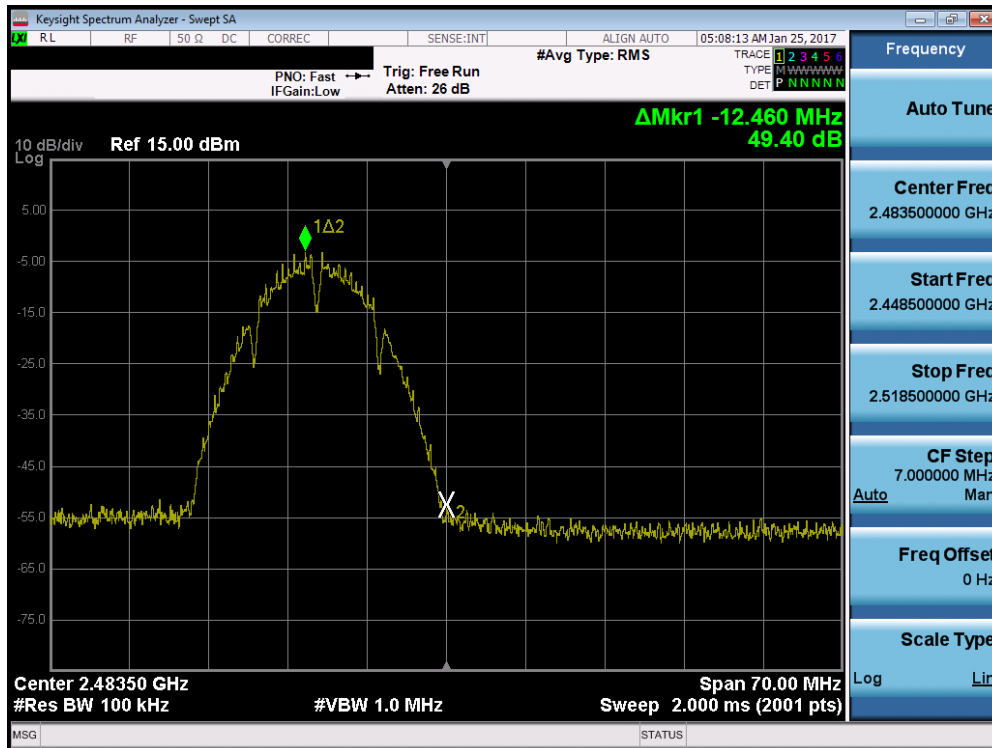 Keysight Spectrum Analyzer - Swept SA
LXI RL RF 50 Ω DC CORREC SENSE:INT ALIGN AUTO 05:08:13 AM Jan 25, 2017
PNO: Fast
IFGain:Low
Trig: Free Run
Atten: 26 dB
#Avg Type: RMS
TRACE 1 2 3 4 5 6
TYPE M W W W W W
DET P N N N N N
ΔMkr1 -12.460 MHz
49.40 dB
10 dB/div Ref 15.00 dBm
Log
5.00
-5.00
-15.0
-25.0
-35.0
-45.0
-55.0
-65.0
-75.0
1Δ2
2
Center 2.48350 GHz Span 70.00 MHz
#Res BW 100 kHz #VBW 1.0 MHz Sweep 2.000 ms (2001 pts)
MSG STATUS
Frequency
Auto Tune
Center Freq
2.483500000 GHz
Start Freq
2.448500000 GHz
Stop Freq
2.518500000 GHz
CF Step
7.000000 MHz
Auto Man
Freq Offset
0 Hz
Scale Type
Log Lin